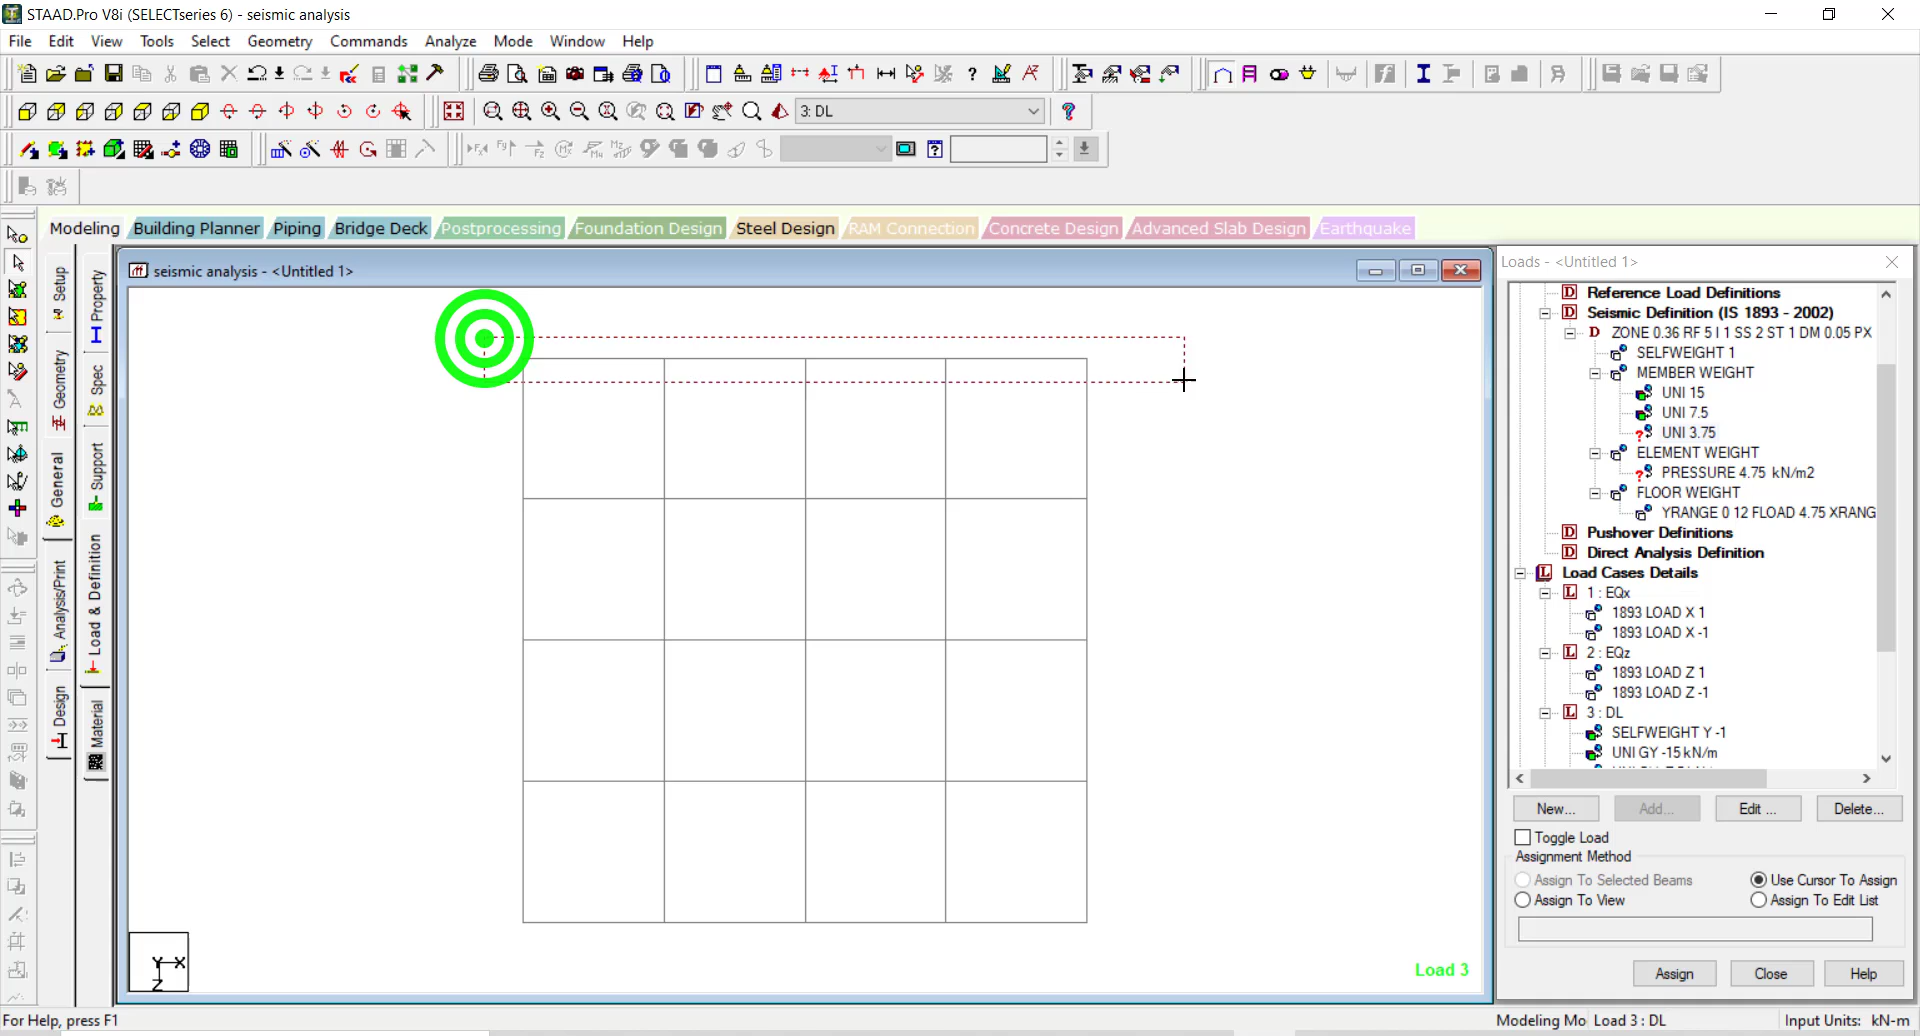 STAAD.Pro V8i (SELECTseries 6) - seismic analysis
File Edit View Tools Select Geometry Commands Analyze Mode Window Help
3: DL
Modeling Building Planner Piping Bridge Deck Postprocessing Foundation Design Steel Design RAM Connection Concrete Design Advanced Slab Design Earthquake
Setup
Geometry
General
Analysis/Print
Design
Property
Spec
Support
Load & Definition
Material
seismic analysis - <Untitled 1>
Y X
Z
Load 3
Loads - <Untitled 1>
Reference Load Definitions
Seismic Definition (IS 1893 - 2002)
ZONE 0.36 RF 5 I 1 SS 2 ST 1 DM 0.05 PX
SELFWEIGHT 1
MEMBER WEIGHT
UNI 15
UNI 7.5
UNI 3.75
ELEMENT WEIGHT
PRESSURE 4.75 kN/m2
FLOOR WEIGHT
YRANGE 0 12 FLOAD 4.75 XRANG
Pushover Definitions
Direct Analysis Definition
Load Cases Details
1 : EQx
1893 LOAD X 1
1893 LOAD X -1
2 : EQz
1893 LOAD Z 1
1893 LOAD Z -1
3 : DL
SELFWEIGHT Y -1
UNI GY -15 kN/m
New... Add... Edit ... Delete...
Toggle Load
Assignment Method
Assign To Selected Beams Use Cursor To Assign
Assign To View Assign To Edit List
Assign Close Help
For Help, press F1 Modeling Mo Load 3 : DL Input Units: kN-m